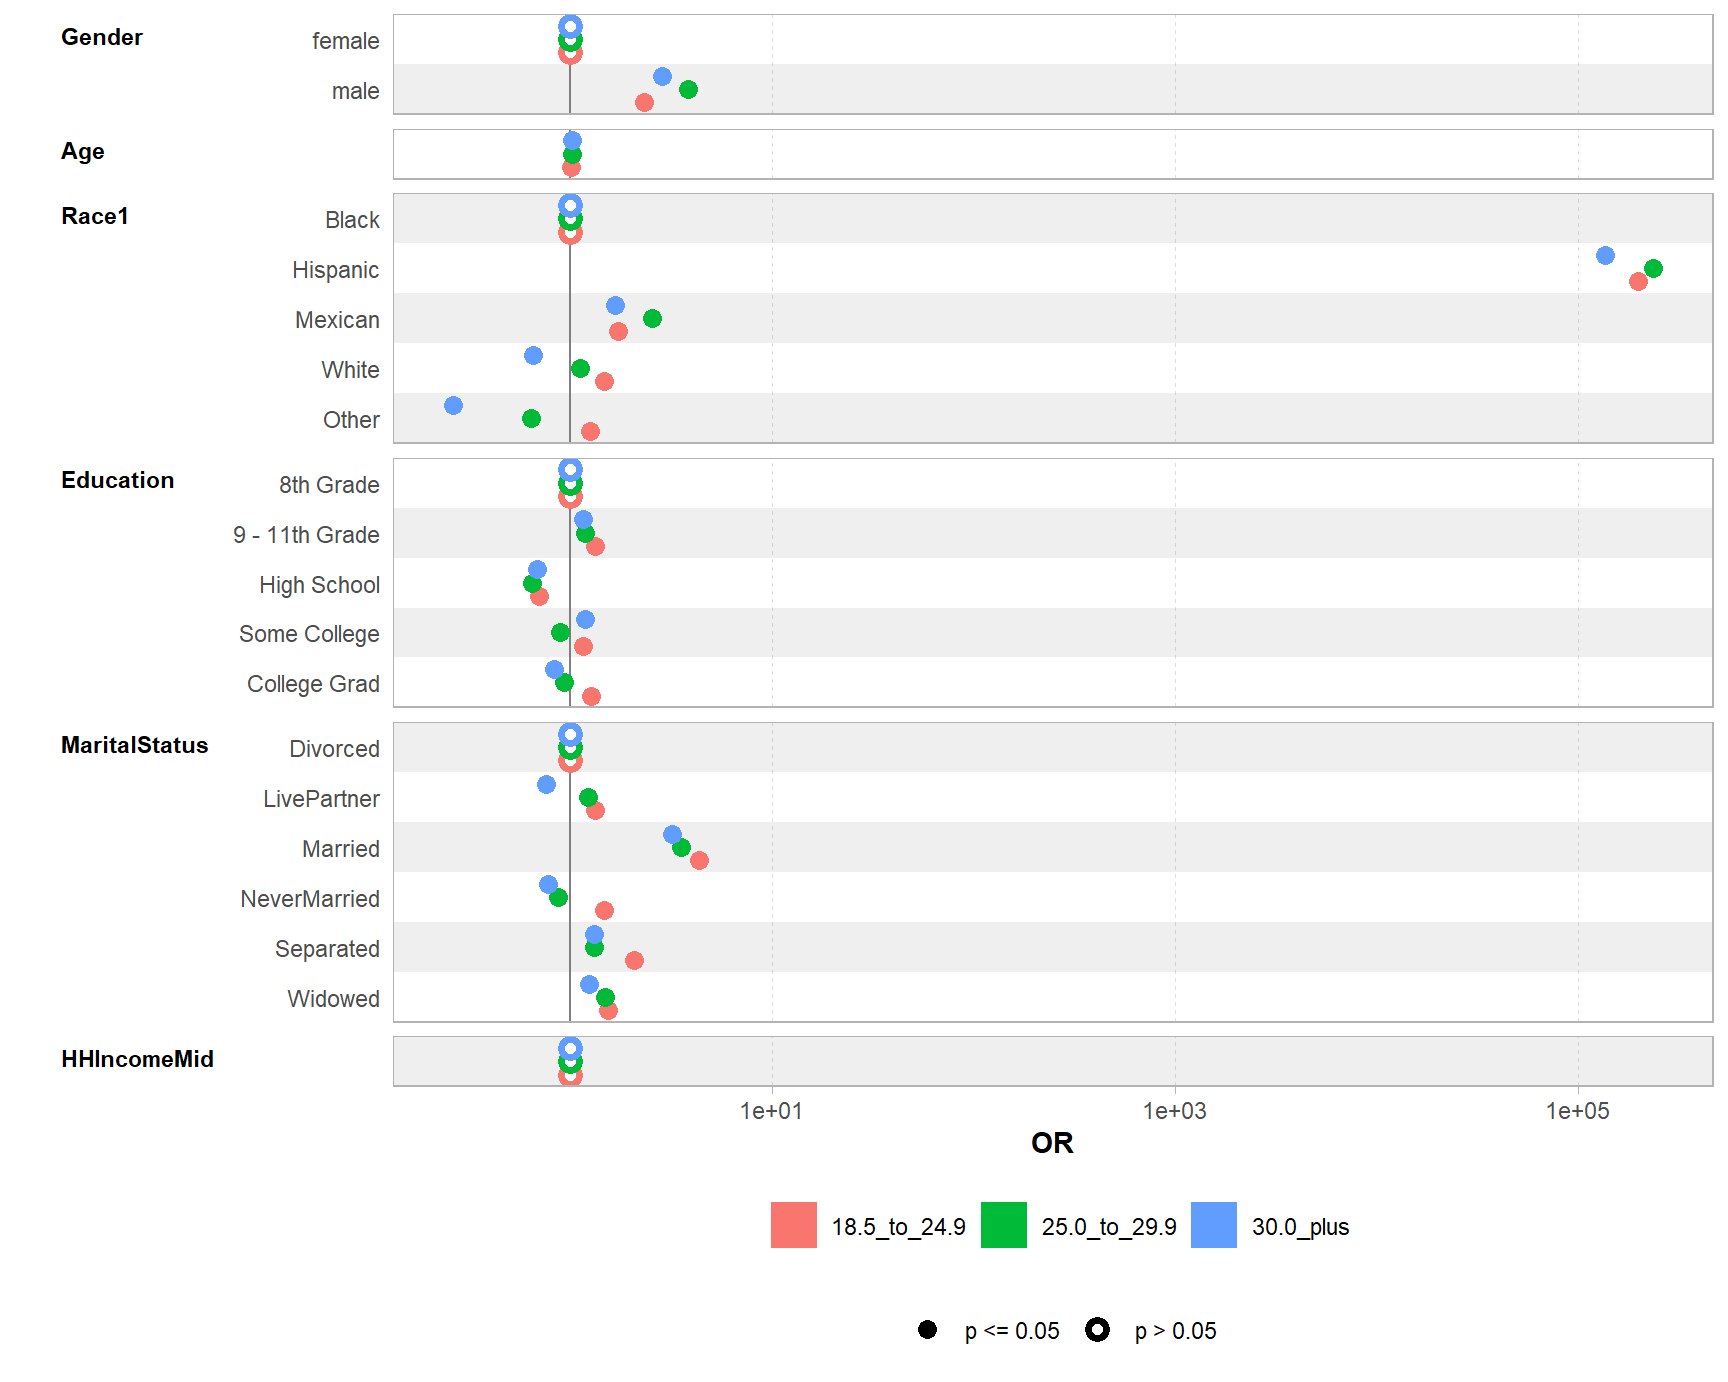 Gender female
male
Age
Race1 Black
Hispanic
Mexican
White
Other
Education 8th Grade
9 - 11th Grade
High School
Some College
College Grad
MaritalStatus Divorced
LivePartner
Married
NeverMarried
Separated
Widowed
HHIncomeMid
1e+01 1e+03 1e+05
OR
18.5_to_24.9 25.0_to_29.9 30.0_plus
p <= 0.05 p > 0.05